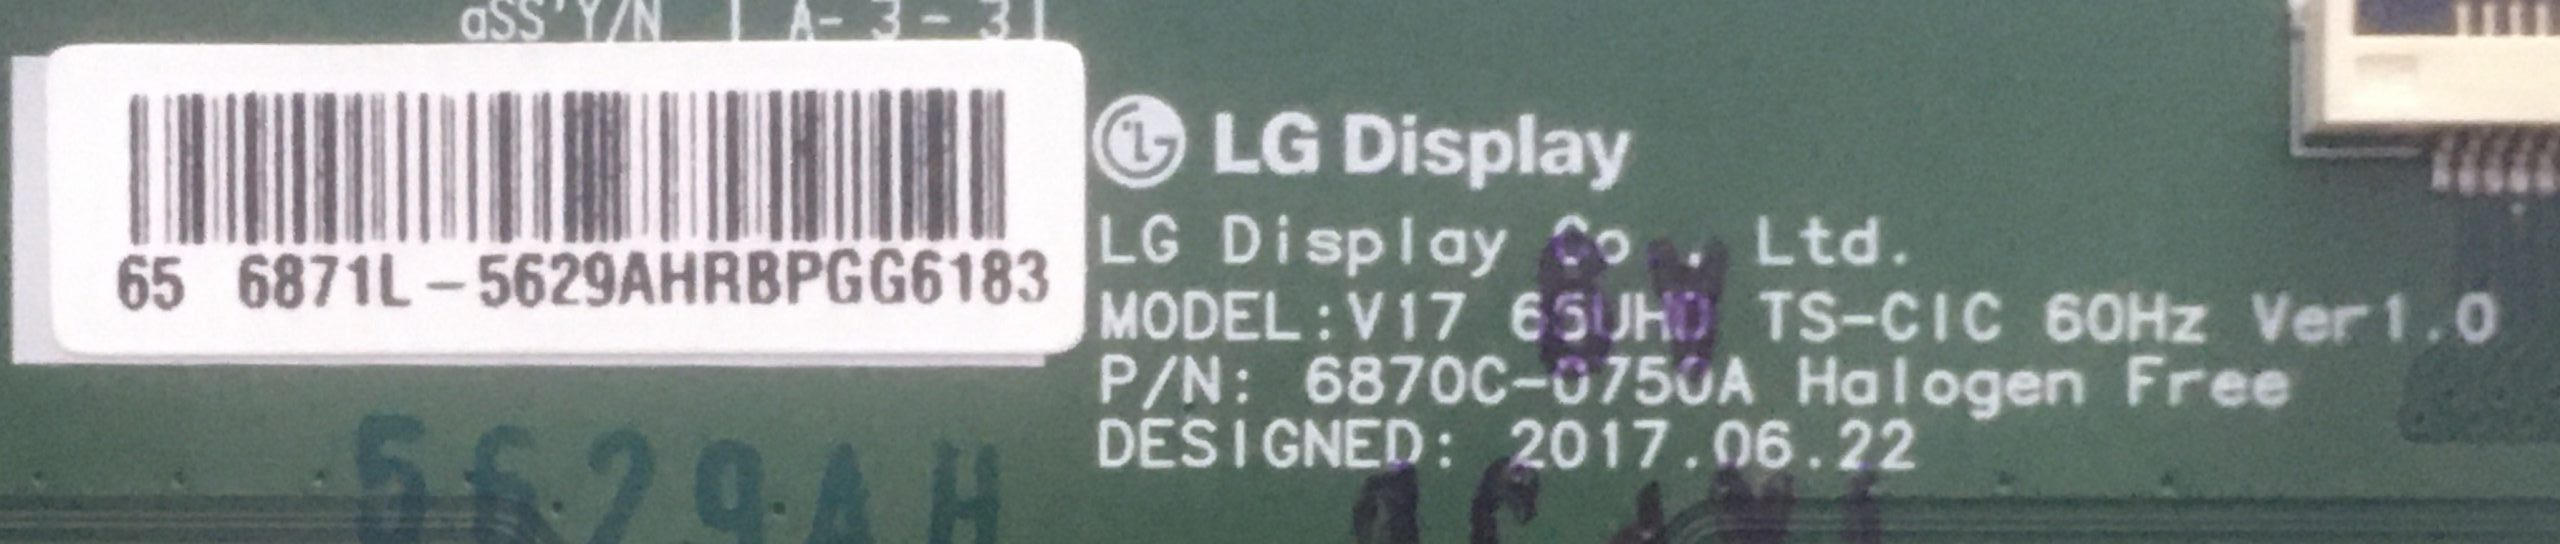 aSS'Y/N A-3-3
65 6871L-5629AHRBPGG6183
LG Display
LG Display Co., Ltd.
MODEL:V17 65UHD TS-CIC 60Hz Ver1.0
P/N: 6870C-0750A Halogen Free
DESIGNED: 2017.06.22
5629AH